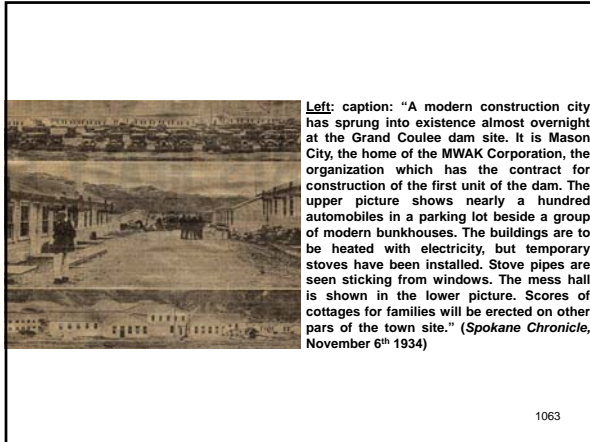 Left: caption: “A modern construction city
has sprung into existence almost overnight
at the Grand Coulee dam site. It is Mason
City, the home of the MWAK Corporation, the
organization which has the contract for
construction of the first unit of the dam. The
upper picture shows nearly a hundred
automobiles in a parking lot beside a group
of modern bunkhouses. The buildings are to
be heated with electricity, but temporary
stoves have been installed. Stove pipes are
seen sticking from windows. The mess hall
is shown in the lower picture. Scores of
cottages for families will be erected on other
pars of the town site.” (Spokane Chronicle,
November 6th 1934)
1063